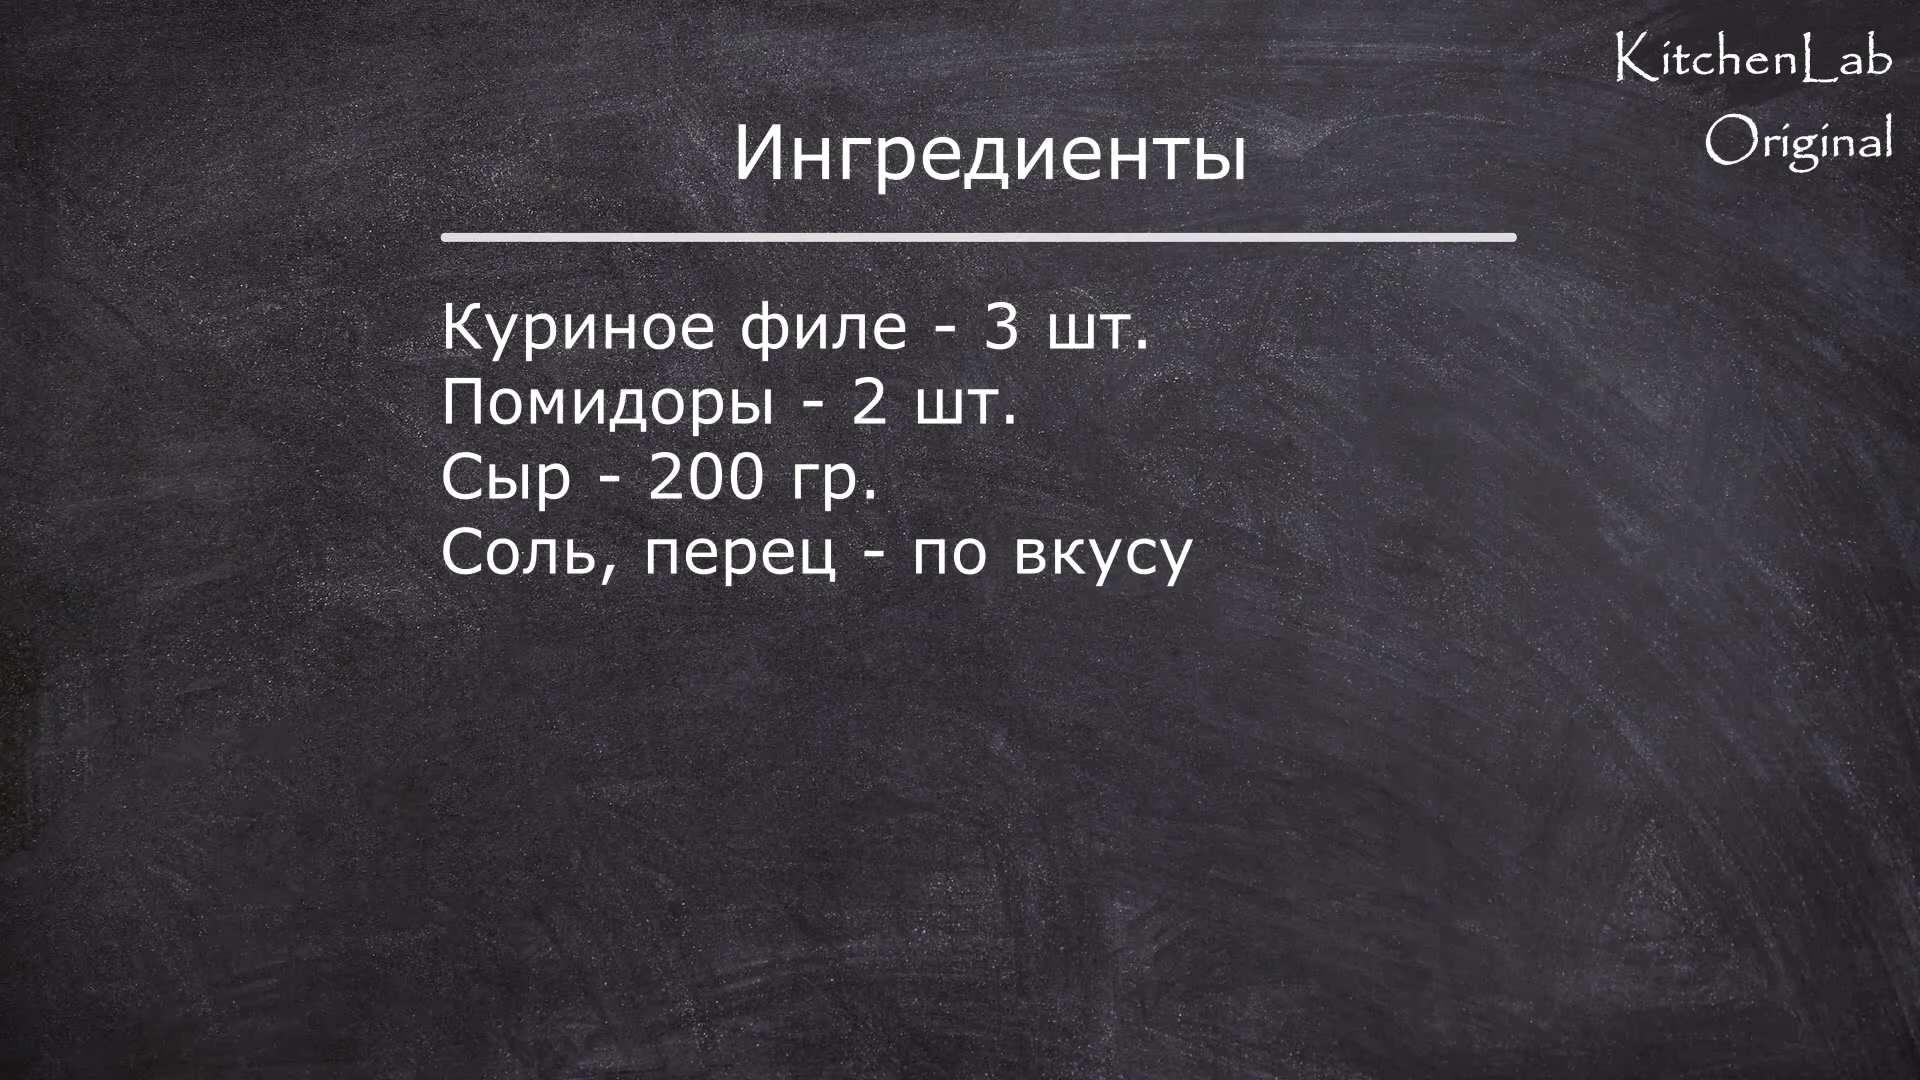 KitchenLab
Original
Ингредиенты
Куриное филе - 3 шт.
Помидоры - 2 шт.
Сыр - 200 гр.
Соль, перец - по вкусу